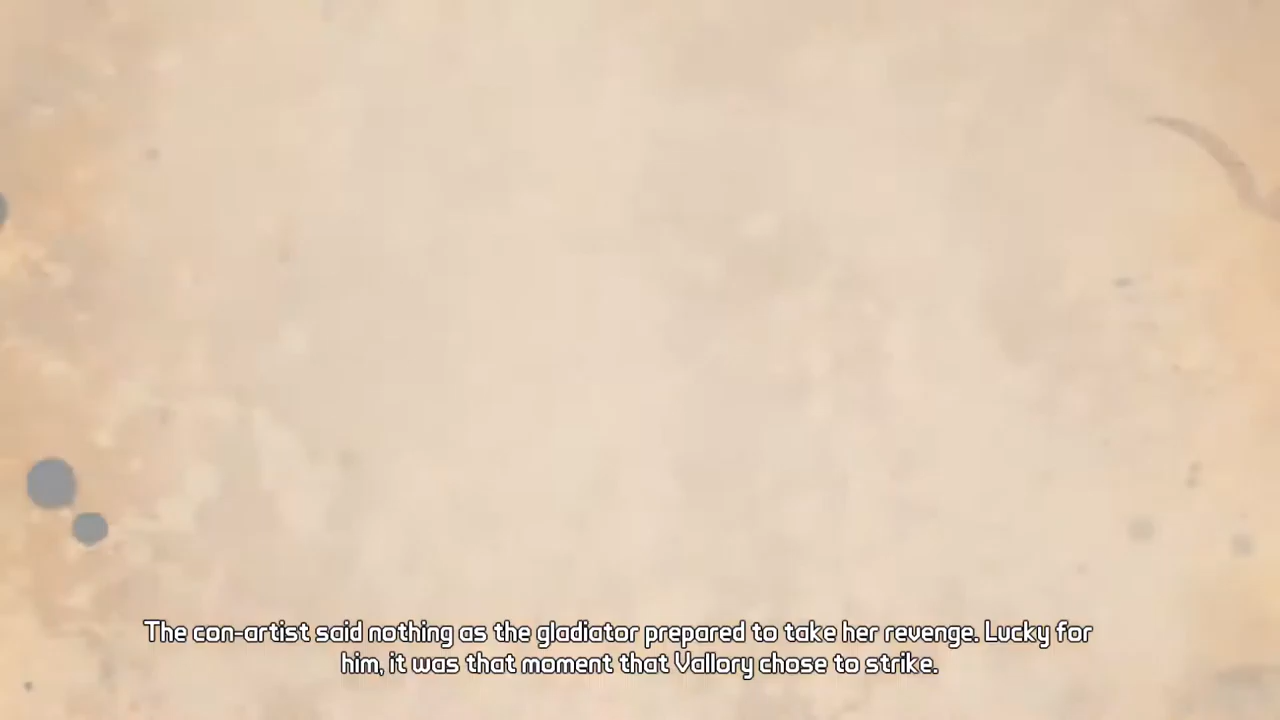 The con-artist said nothing as the gladiator prepared to take her revenge. Lucky for
him, it was that moment that Vallory chose to strike.